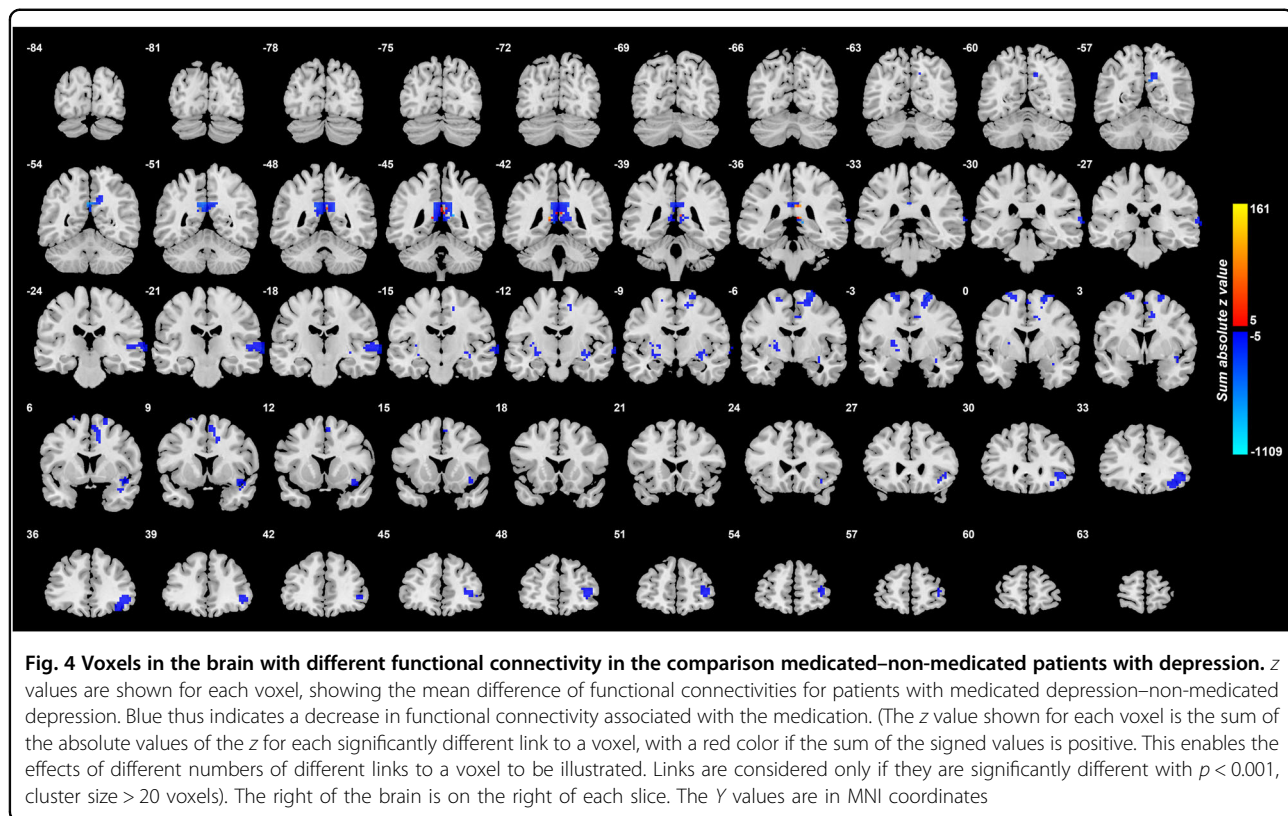 -84 -81 -78 -75 -72 -69 -66 -63 -60 -57
-54 -51 -48 -45 -42 -39 -36 -33 -30 -27
-24 -21 -18 -15 -12 -9 -6 -3 0 3
6 9 12 15 18 21 24 27 30 33
36 39 42 45 48 51 54 57 60 63
161
5
-5
-1109
Sum absolute z value
Fig. 4 Voxels in the brain with different functional connectivity in the comparison medicated–non-medicated patients with depression. z
values are shown for each voxel, showing the mean difference of functional connectivities for patients with medicated depression–non-medicated
depression. Blue thus indicates a decrease in functional connectivity associated with the medication. (The z value shown for each voxel is the sum of
the absolute values of the z for each significantly different link to a voxel, with a red color if the sum of the signed values is positive. This enables the
effects of different numbers of different links to a voxel to be illustrated. Links are considered only if they are significantly different with p < 0.001,
cluster size > 20 voxels). The right of the brain is on the right of each slice. The Y values are in MNI coordinates